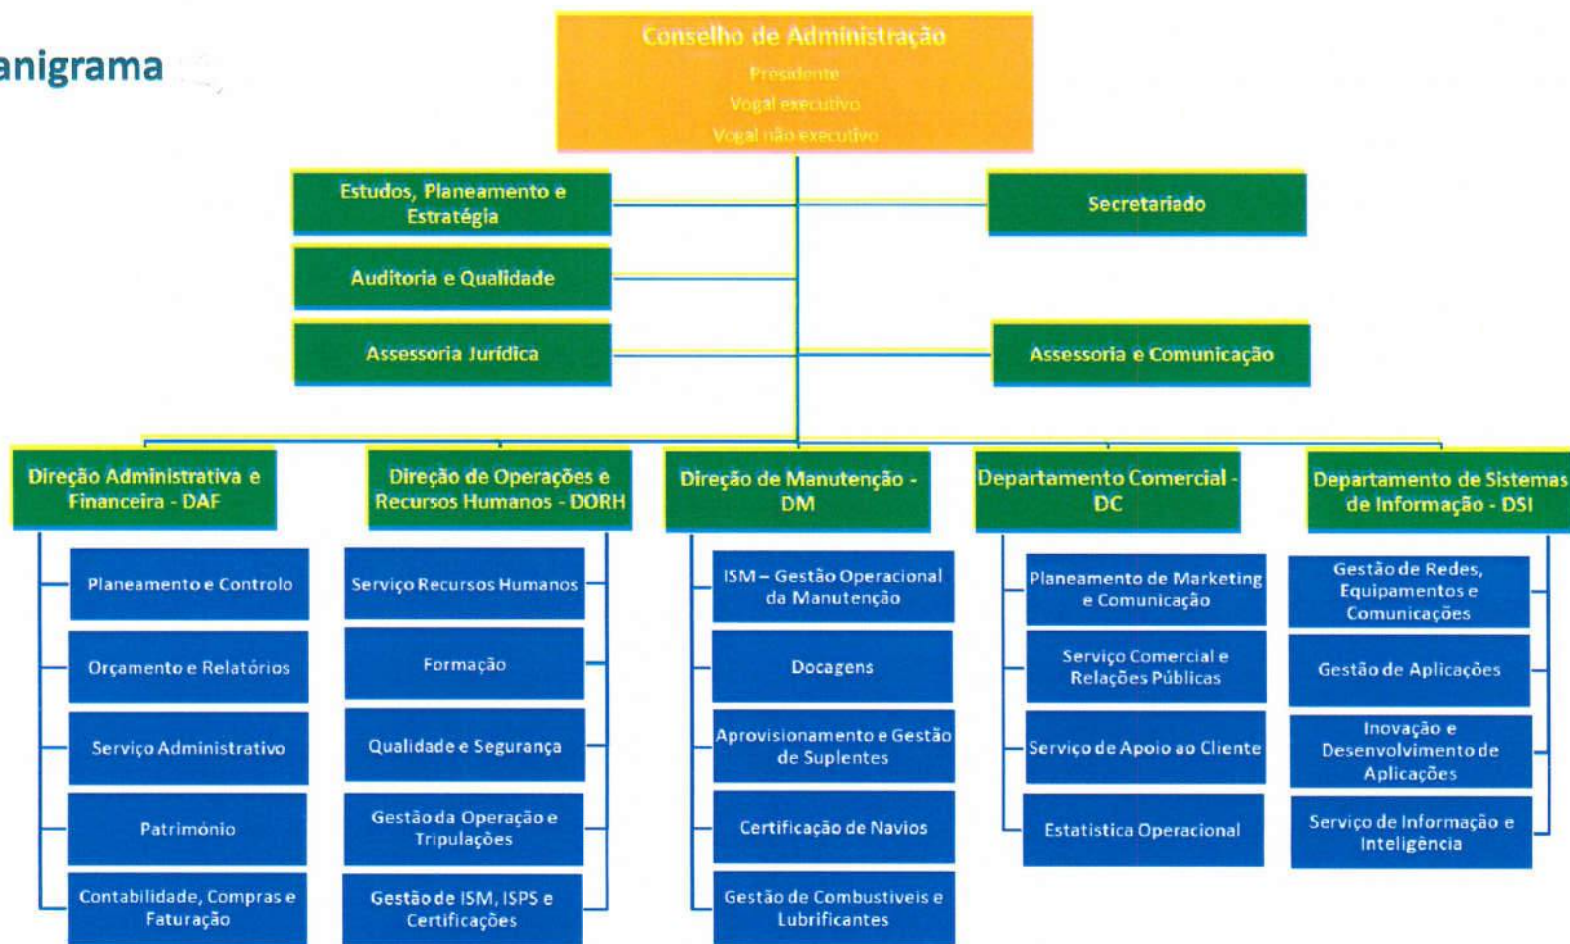 anigrama
Conselho de Administração
Presidente
Vogal executivo
Vogal não executivo
Estudos, Planeamento e
Estratégia
Secretariado
Auditoria e Qualidade
Assessoria Jurídica
Assessoria e Comunicação
Direção Administrativa e
Financeira - DAF
Direção de Operações e
Recursos Humanos - DORH
Direção de Manutenção -
DM
Departamento Comercial -
DC
Departamento de Sistemas
de Informação - DSI
Planeamento e Controlo
Orçamento e Relatórios
Serviço Administrativo
Património
Contabilidade, Compras e
Faturação
Serviço Recursos Humanos
Formação
Qualidade e Segurança
Gestão da Operação e
Tripulações
Gestão de ISM, ISPS e
Certificações
ISM – Gestão Operacional
da Manutenção
Docagens
Aprovisionamento e Gestão
de Suplentes
Certificação de Navios
Gestão de Combustiveis e
Lubrificantes
Planeamento de Marketing
e Comunicação
Serviço Comercial e
Relações Públicas
Serviço de Apoio ao Cliente
Estatistica Operacional
Gestão de Redes,
Equipamentos e
Comunicações
Gestão de Aplicações
Inovação e
Desenvolvimento de
Aplicações
Serviço de Informação e
Inteligência